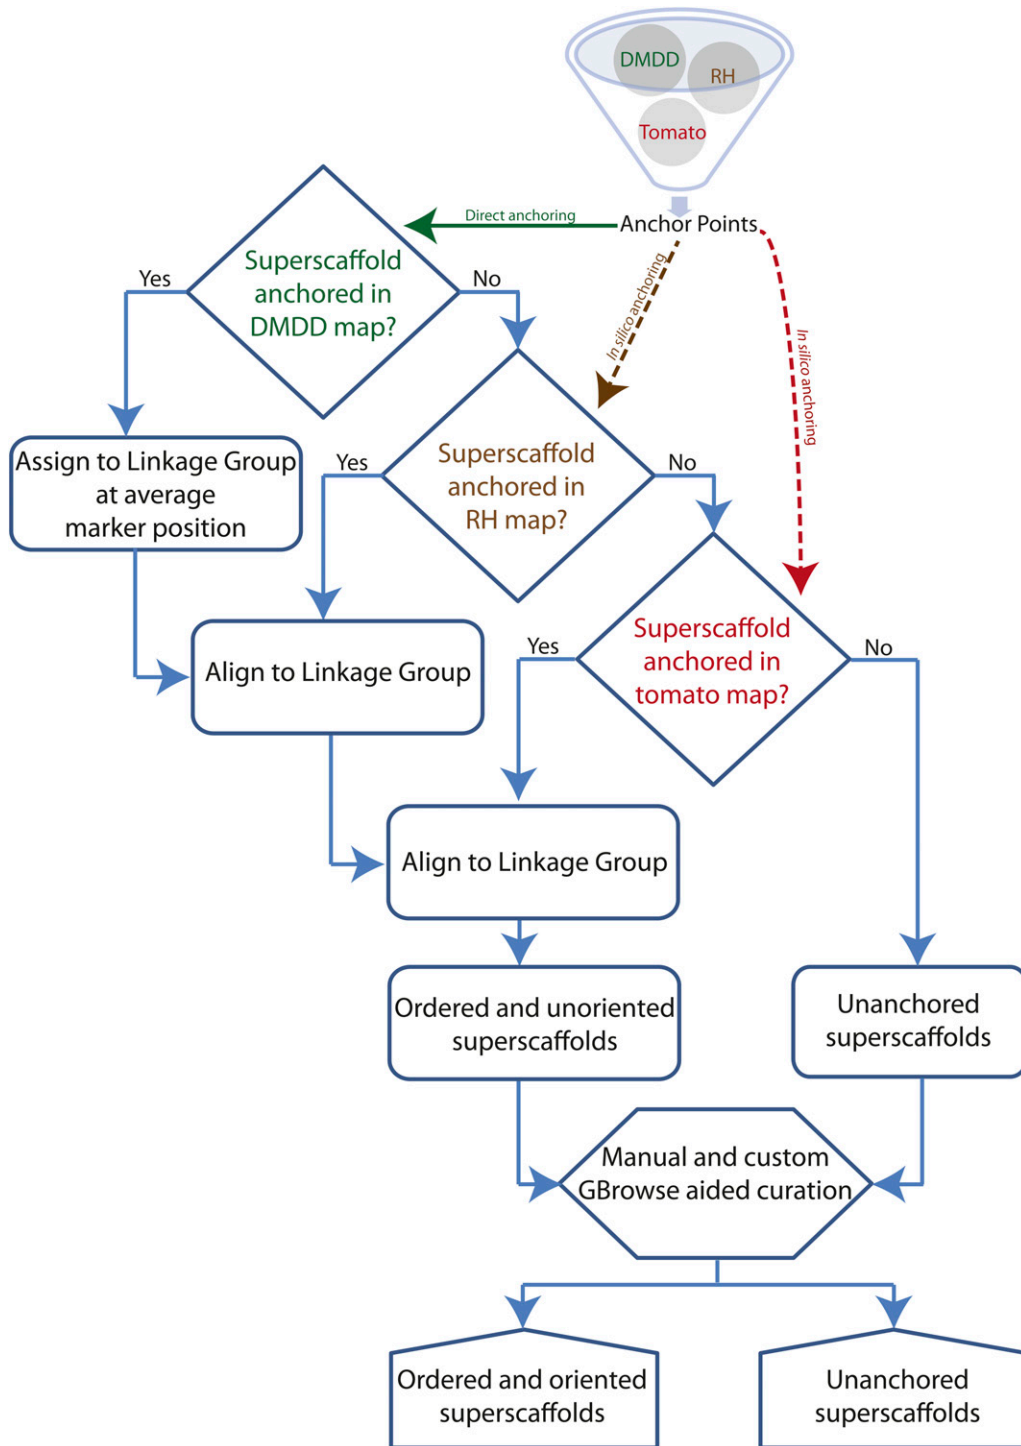 DMDD
RH
Tomato
Direct anchoring
Anchor Points
In silico anchoring
In silico anchoring
Superscaffold
anchored in
DMDD map?
Yes
No
Assign to Linkage Group
at average
marker position
Superscaffold
anchored in
RH map?
Yes
No
Align to Linkage Group
Superscaffold
anchored in
tomato map?
Yes
No
Align to Linkage Group
Ordered and unoriented
superscaffolds
Unanchored
superscaffolds
Manual and custom
GBrowse aided curation
Ordered and oriented
superscaffolds
Unanchored
superscaffolds